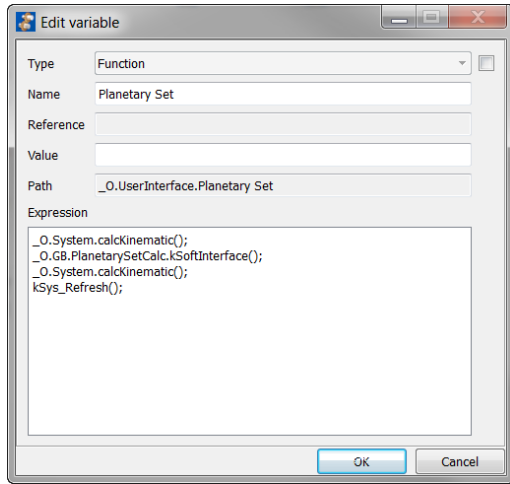 Edit variable
Type Function
Name Planetary Set
Reference
Value
Path _O.UserInterface.Planetary Set
Expression
_O.System.calcKinematic();
_O.GB.PlanetarySetCalc.kSoftInterface();
_O.System.calcKinematic();
kSys_Refresh();
OK Cancel